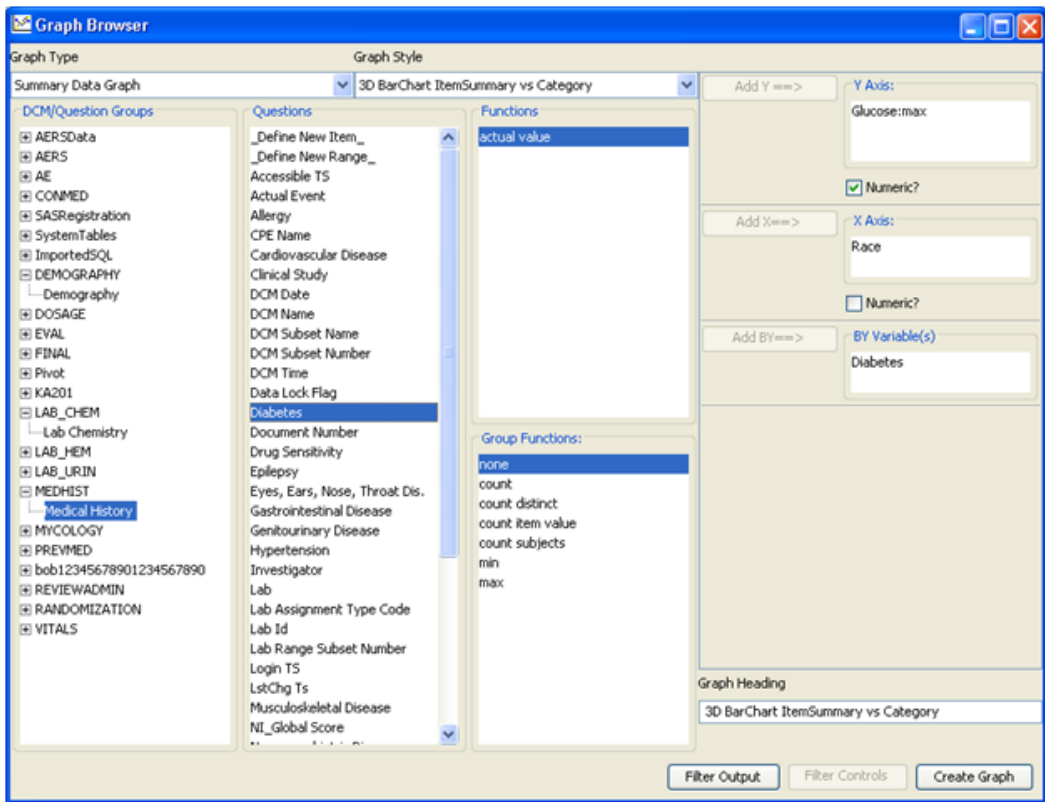 Graph Browser
Graph Type
Graph Style
Summary Data Graph
3D BarChart ItemSummary vs Category
DCM/Question Groups
AERSData
AERS
AE
CONMED
SASRegistration
SystemTables
ImportedSQL
DEMOGRAPHY
Demography
DOSAGE
EVAL
FINAL
Pivot
KA201
LAB_CHEM
Lab Chemistry
LAB_HEM
LAB_URIN
MEDHIST
Medical History
MYCOLOGY
PREVMED
bob12345678901234567890
REVIEWADMIN
RANDOMIZATION
VITALS
Questions
_Define New Item_
_Define New Range_
Accessible TS
Actual Event
Allergy
CPE Name
Cardiovascular Disease
Clinical Study
DCM Date
DCM Name
DCM Subset Name
DCM Subset Number
DCM Time
Data Lock Flag
Diabetes
Document Number
Drug Sensitivity
Epilepsy
Eyes, Ears, Nose, Throat Dis.
Gastrointestinal Disease
Genitourinary Disease
Hypertension
Investigator
Lab
Lab Assignment Type Code
Lab Id
Lab Range Subset Number
Login TS
LstChg Ts
Musculoskeletal Disease
NI_Global Score
Functions
actual value
Group Functions:
none
count
count distinct
count item value
count subjects
min
max
Add Y ==>
Y Axis:
Glucose:max
Numeric?
Add X==>
X Axis:
Race
Numeric?
Add BY==>
BY Variable(s)
Diabetes
Graph Heading
3D BarChart ItemSummary vs Category
Filter Output
Filter Controls
Create Graph